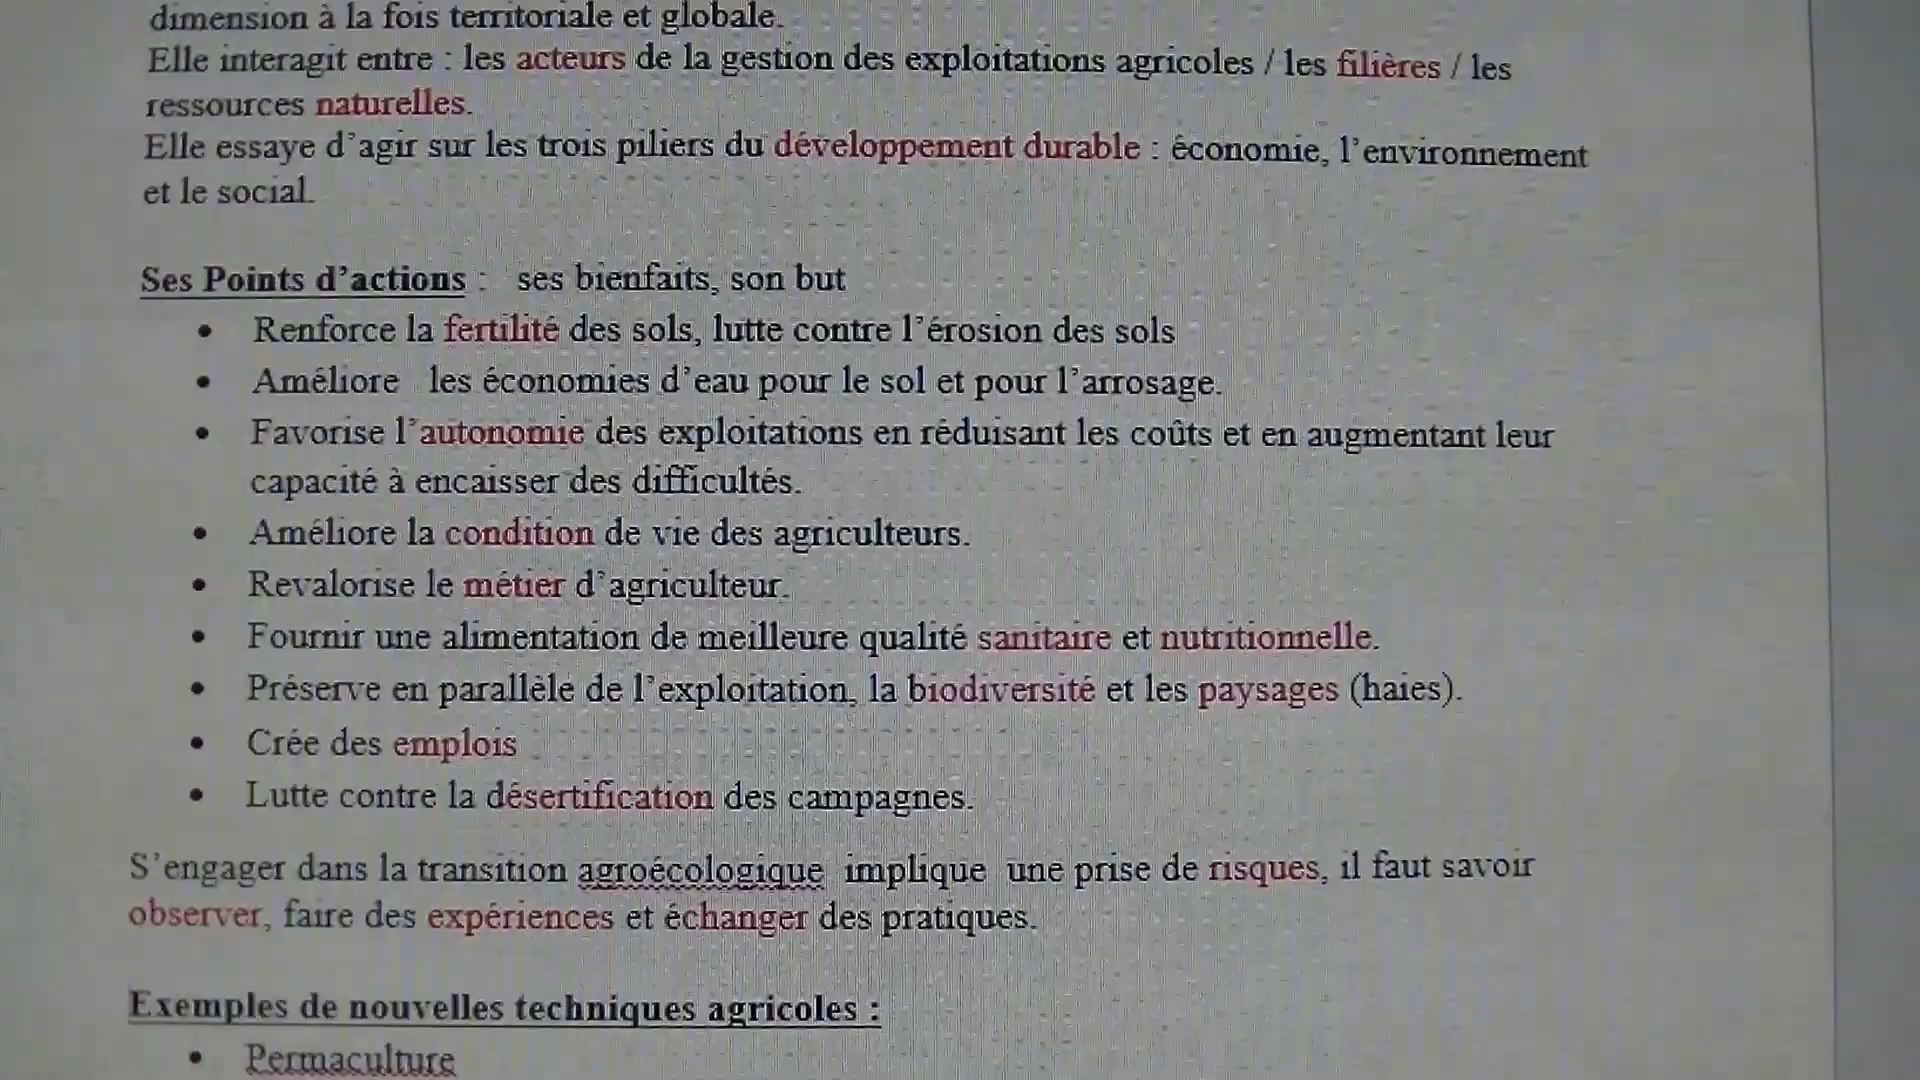 dimension à la fois territoriale et globale.
Elle interagit entre : les acteurs de la gestion des exploitations agricoles / les filières / les
ressources naturelles.
Elle essaye d’agir sur les trois piliers du développement durable : économie, l’environnement
et le social.
Ses Points d’actions : ses bienfaits, son but
• Renforce la fertilité des sols, lutte contre l’érosion des sols
• Améliore les économies d’eau pour le sol et pour l’arrosage.
• Favorise l’autonomie des exploitations en réduisant les coûts et en augmentant leur
capacité à encaisser des difficultés.
• Améliore la condition de vie des agriculteurs.
• Revalorise le métier d’agriculteur.
• Fournir une alimentation de meilleure qualité sanitaire et nutritionnelle.
• Préserve en parallèle de l’exploitation, la biodiversité et les paysages (haies).
• Crée des emplois
• Lutte contre la désertification des campagnes.
S’engager dans la transition agroécologique implique une prise de risques, il faut savoir
observer, faire des expériences et échanger des pratiques.
Exemples de nouvelles techniques agricoles :
• Permaculture